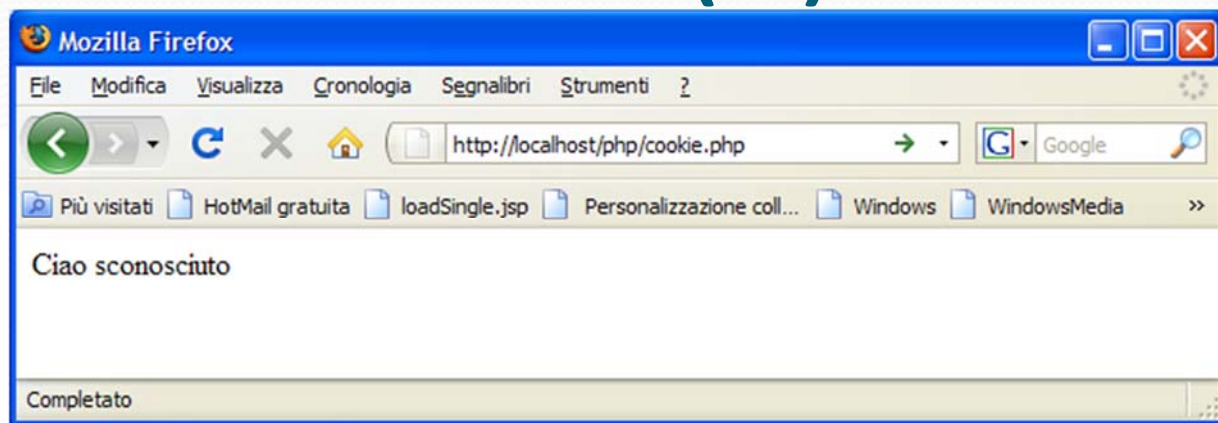 Mozilla Firefox
File Modifica Visualizza Cronologia Segnalibri Strumenti ?
http://localhost/php/cookie.php G Google
Più visitati HotMail gratuita loadSingle.jsp Personalizzazione coll... Windows WindowsMedia »
Ciao sconosciuto
Completato